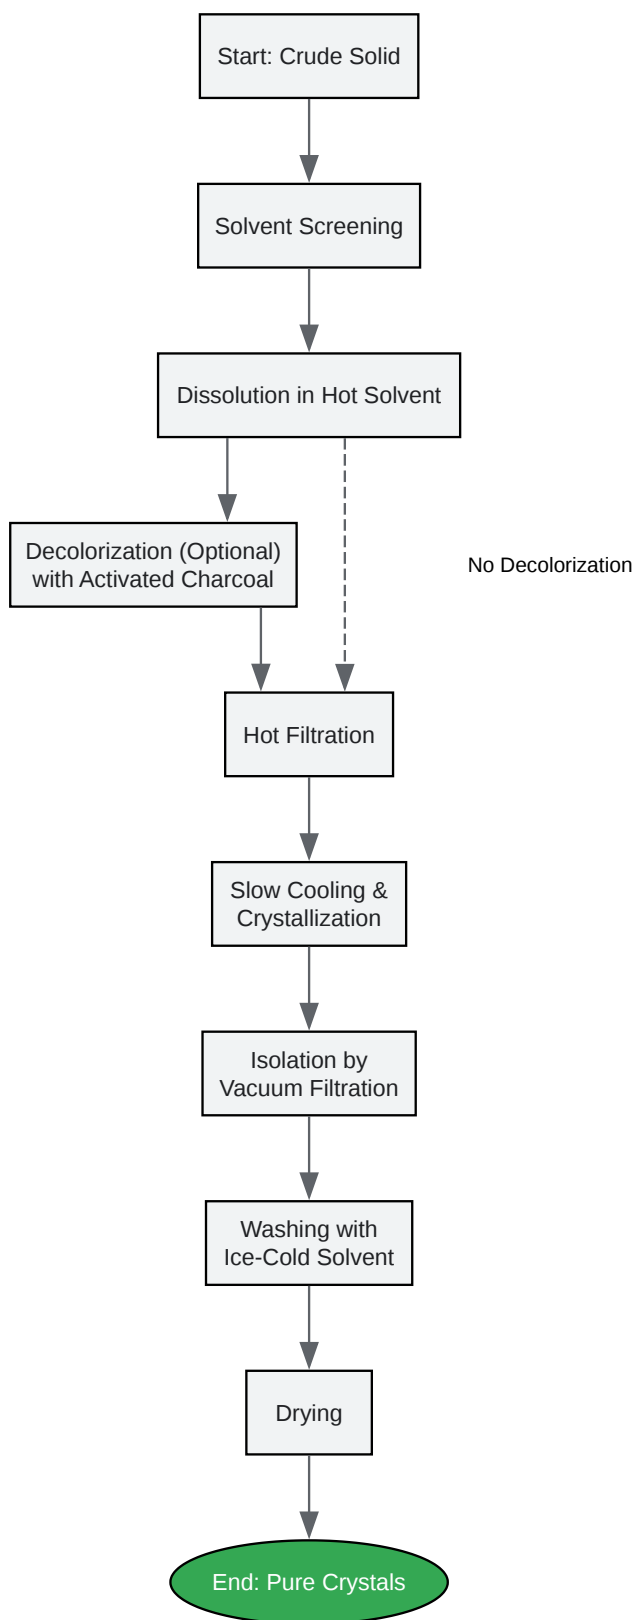 Start: Crude Solid
Solvent Screening
Dissolution in Hot Solvent
Decolorization (Optional)
with Activated Charcoal
No Decolorization
Hot Filtration
Slow Cooling &
Crystallization
Isolation by
Vacuum Filtration
Washing with
Ice-Cold Solvent
Drying
End: Pure Crystals